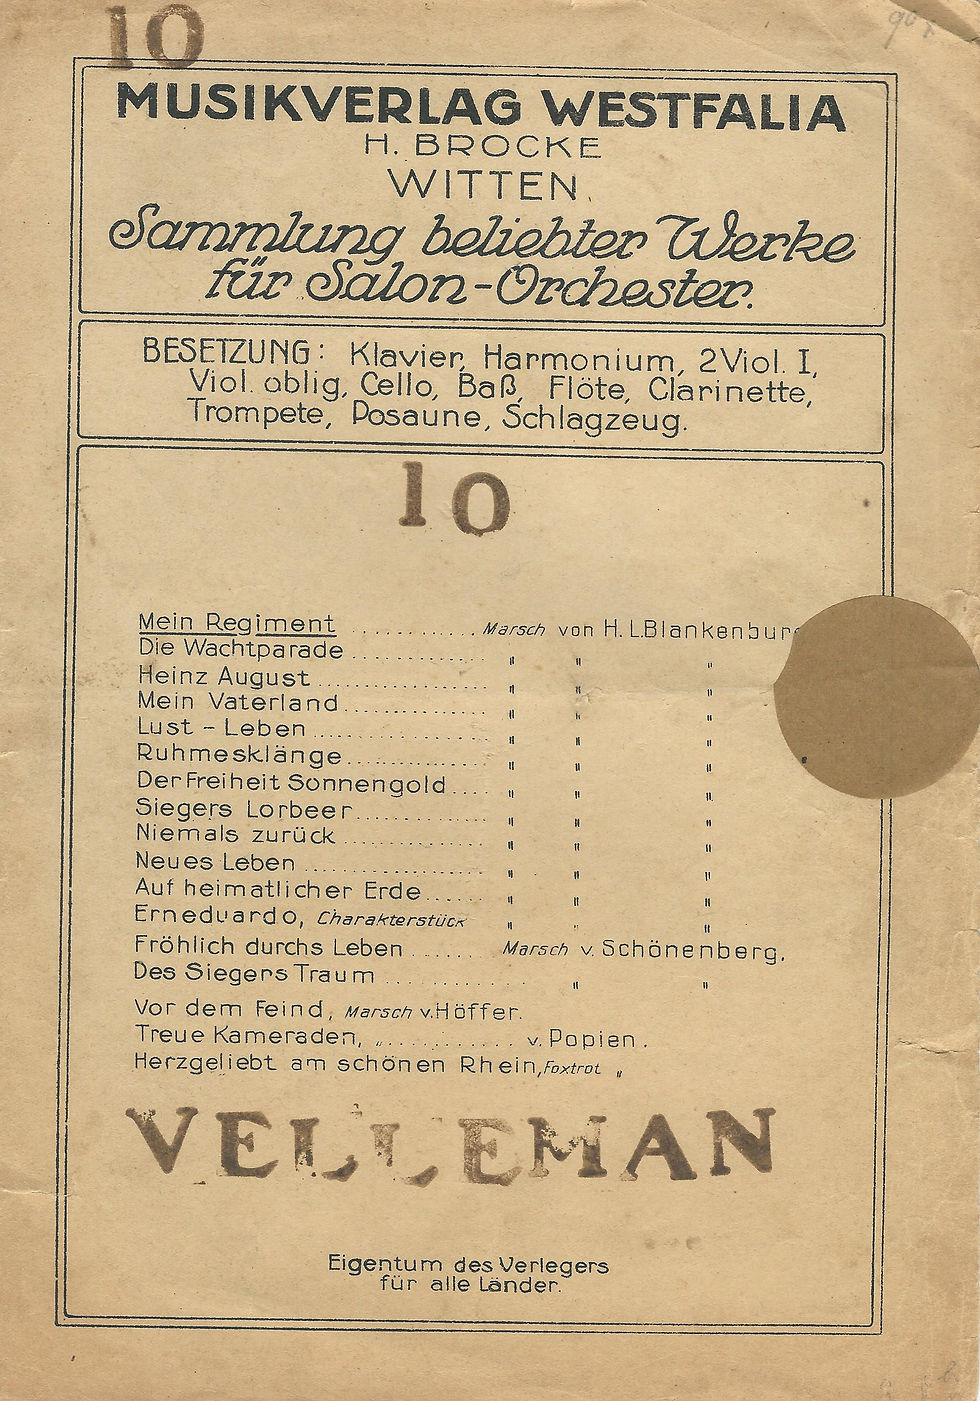 10
MUSIKVERLAG WESTFALIA
H. BROCKE
WITTEN.
Sammlung beliebter Werke
für Salon-Orchester.
BESETZUNG: Klavier, Harmonium, 2 Viol. I,
Viol. oblig, Cello, Baß, Flöte, Clarinette,
Trompete, Posaune, Schlagzeug.
10
Mein Regiment ............ Marsch von H. L. Blankenburg
Die Wachtparade .............. " " "
Heinz August ................. " " "
Mein Vaterland ............... " " "
Lust - Leben ................. " " "
Ruhmesklänge .............. " " "
Der Freiheit Sonnengold .... " " "
Siegers Lorbeer ............. " " "
Niemals zurück .............. " " "
Neues Leben .................. " " "
Auf heimatlicher Erde ...... " " "
Erneduardo, Charakterstück " " "
Fröhlich durchs Leben ....... Marsch v. Schönenberg.
Des Siegers Traum .............. " "
Vor dem Feind, Marsch v. Höffer.
Treue Kameraden, „ ............ v. Popien.
Herzgeliebt am schönen Rhein, Foxtrot "
VELLEMAN
Eigentum des Verlegers
für alle Länder.